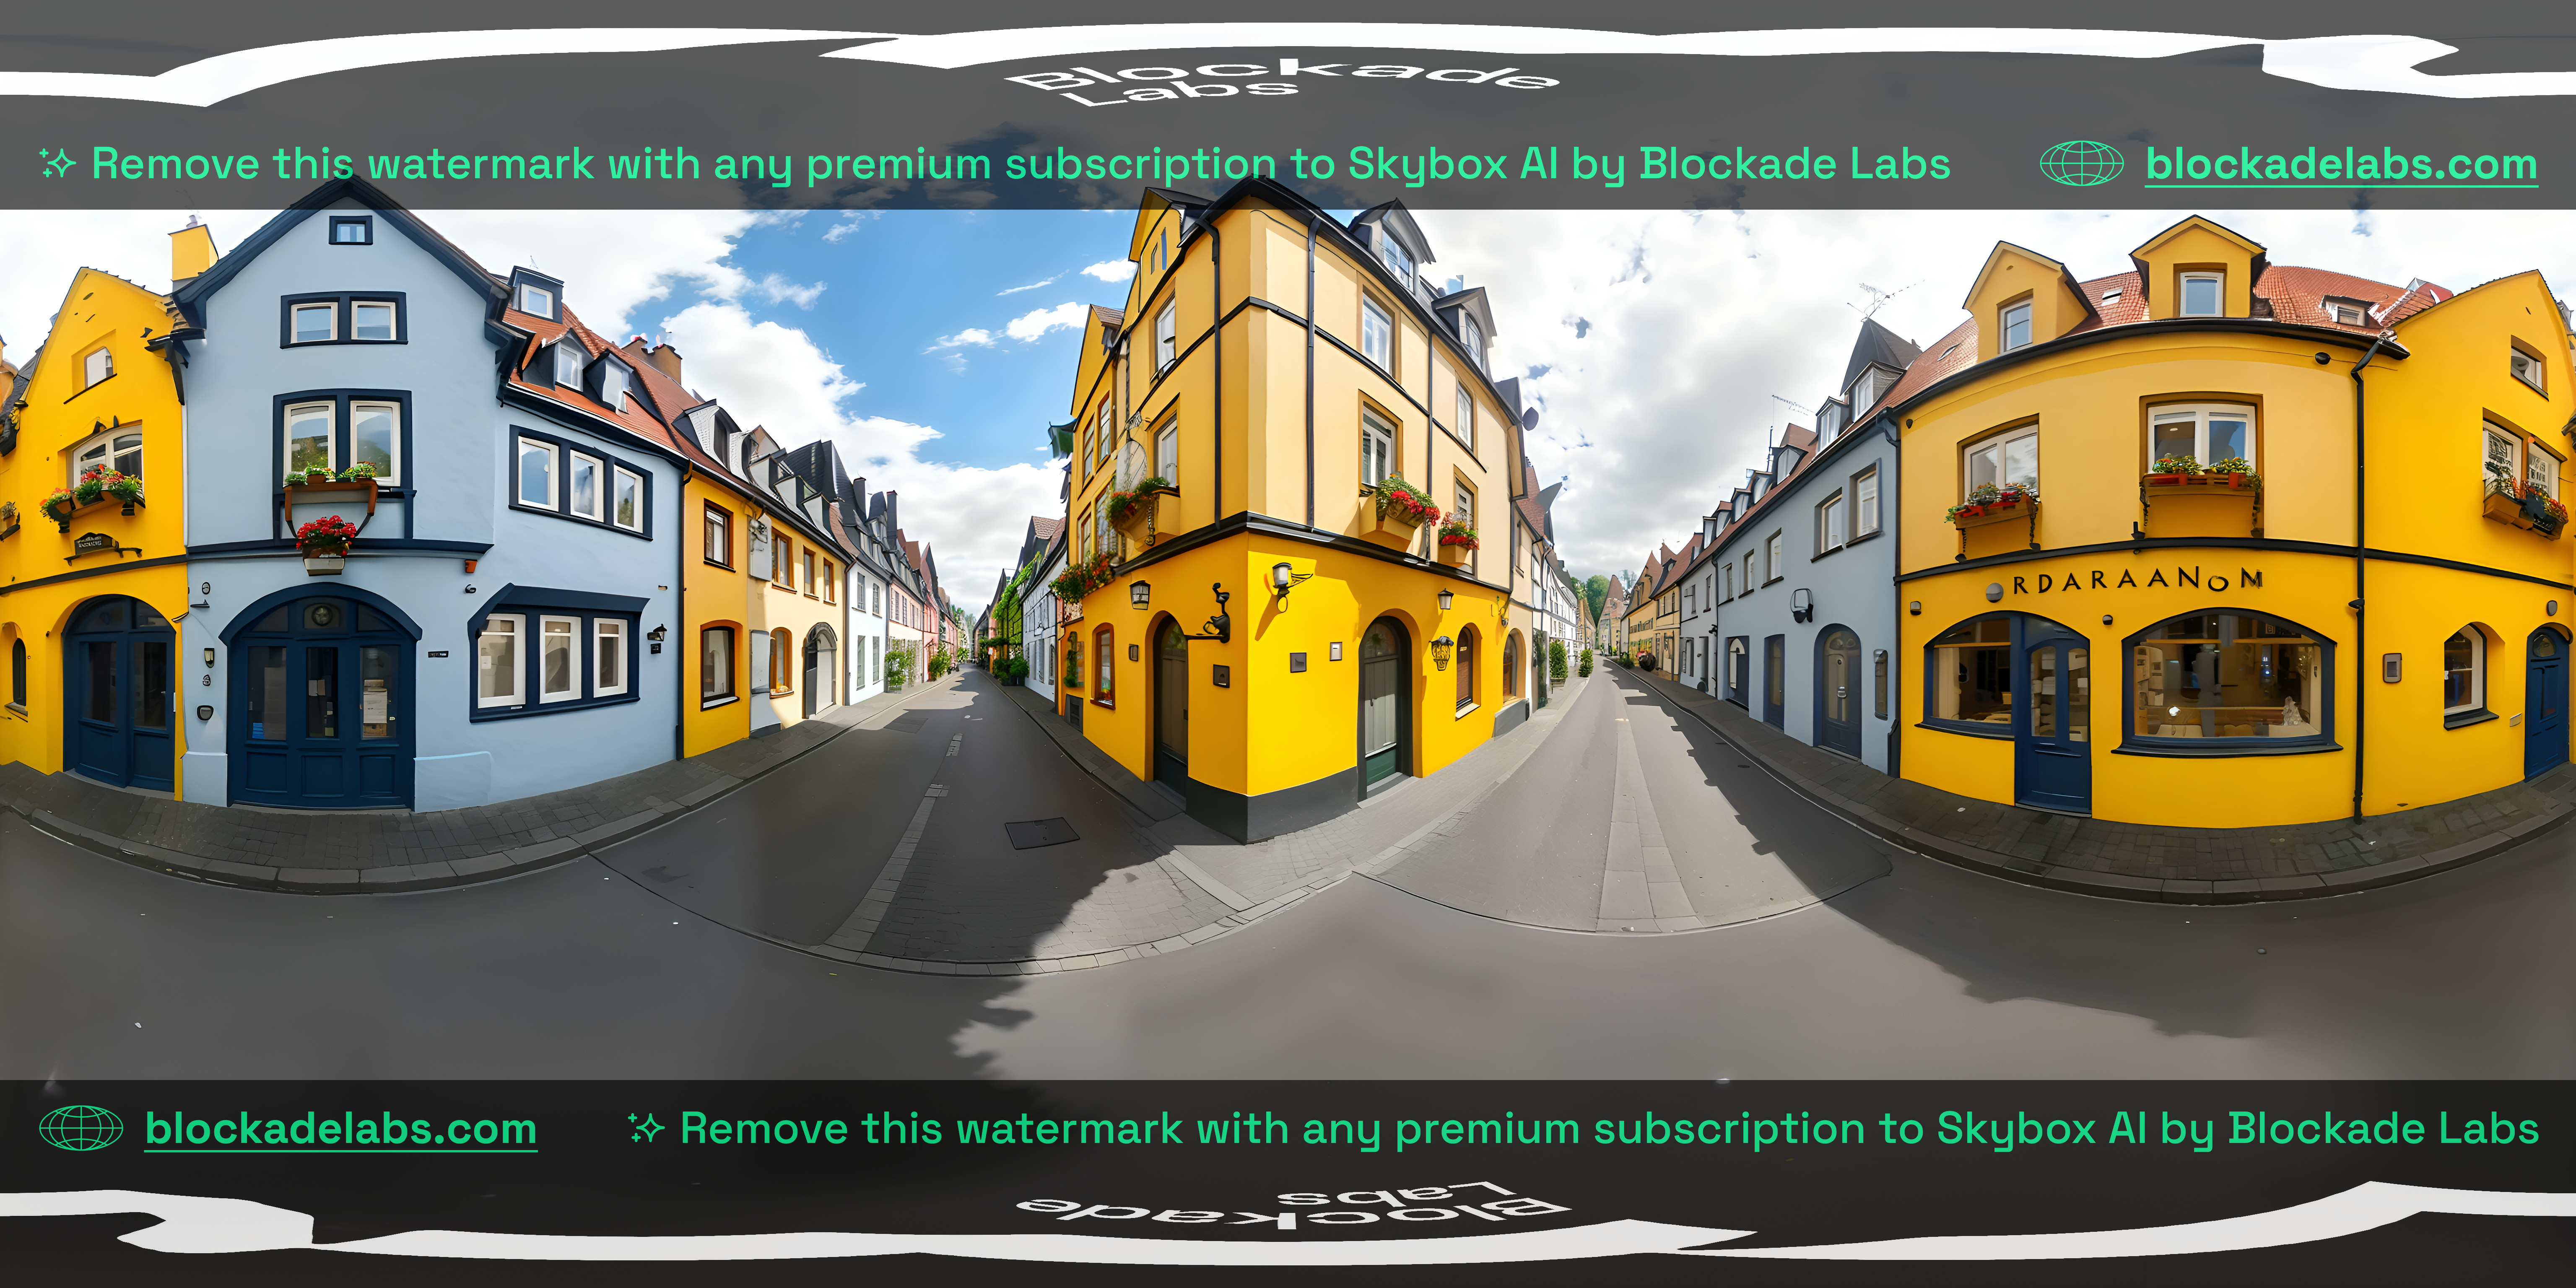 Blockade
Labs
Remove this watermark with any premium subscription to Skybox AI by Blockade Labs
blockadelabs.com
RDARAANOM
blockadelabs.com
Remove this watermark with any premium subscription to Skybox AI by Blockade Labs
Labs
Blockade